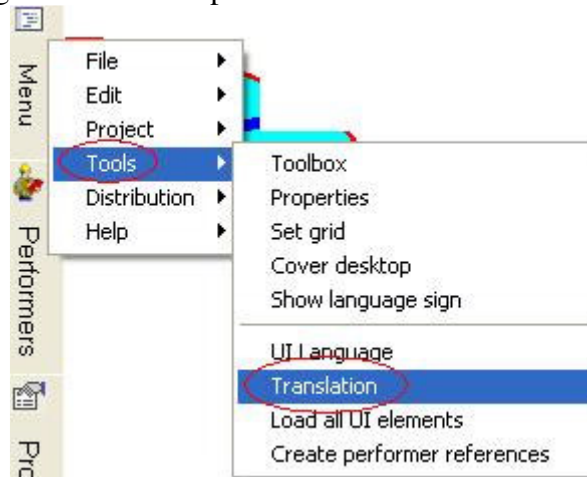 Menu
Performers
File
Edit
Project
Tools
Distribution
Help
Toolbox
Properties
Set grid
Cover desktop
Show language sign
UI Language
Translation
Load all UI elements
Create performer references